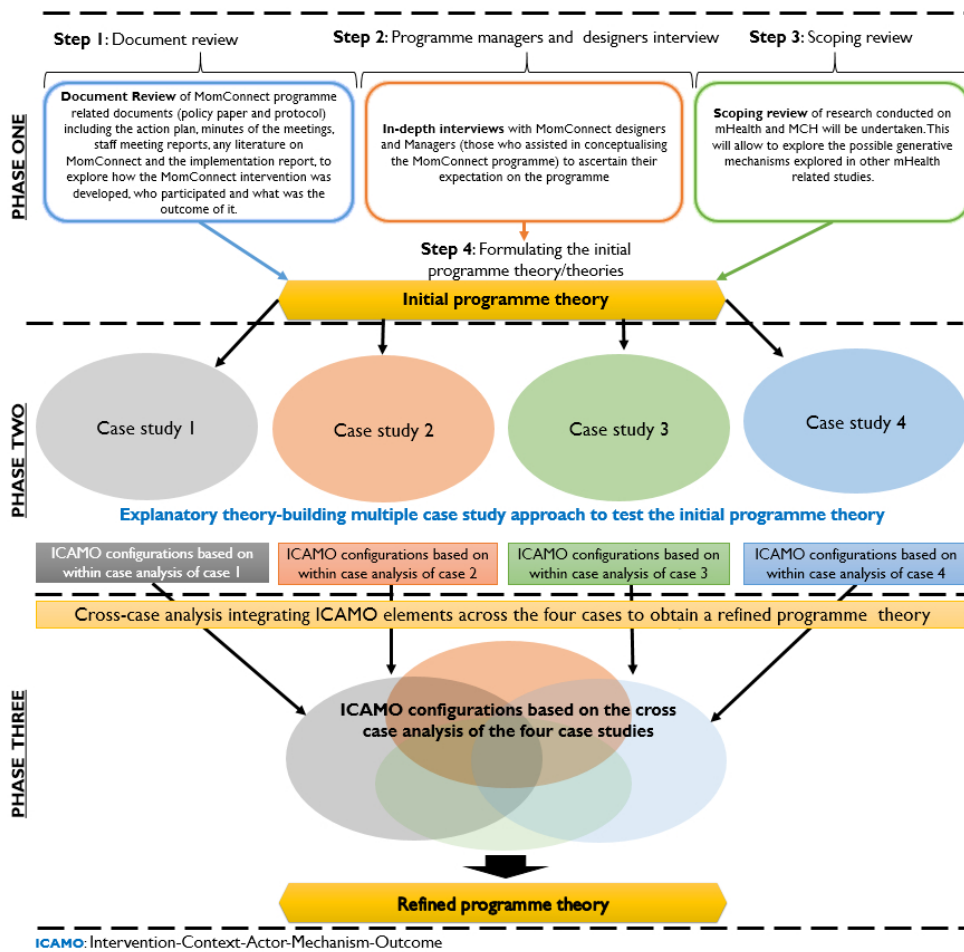 Step 1: Document review
Step 2: Programme managers and designers interview
Step 3: Scoping review
PHASE ONE
Document Review of MomConnect programme
related documents (policy paper and protocol)
including the action plan, minutes of the meetings,
staff meeting reports, any literature on
MomConnect and the implementation report, to
explore how the MomConnect intervention was
developed, who participated and what was the
outcome of it.
In-depth interviews with MomConnect designers
and Managers (those who assisted in conceptualising
the MomConnect programme) to ascertain their
expectation on the programme
Scoping review of research conducted on
mHealth and MCH will be undertaken. This
will allow to explore the possible generative
mechanisms explored in other mHealth
related studies.
Step 4: Formulating the initial
programme theory/theories
Initial programme theory
PHASE TWO
Case study 1
Case study 2
Case study 3
Case study 4
Explanatory theory-building multiple case study approach to test the initial programme theory
ICAMO configurations based on
within case analysis of case 1
ICAMO configurations based on
within case analysis of case 2
ICAMO configurations based on
within case analysis of case 3
ICAMO configurations based on
within case analysis of case 4
Cross-case analysis integrating ICAMO elements across the four cases to obtain a refined programme theory
PHASE THREE
ICAMO configurations based on the cross
case analysis of the four case studies
Refined programme theory
ICAMO: Intervention-Context-Actor-Mechanism-Outcome